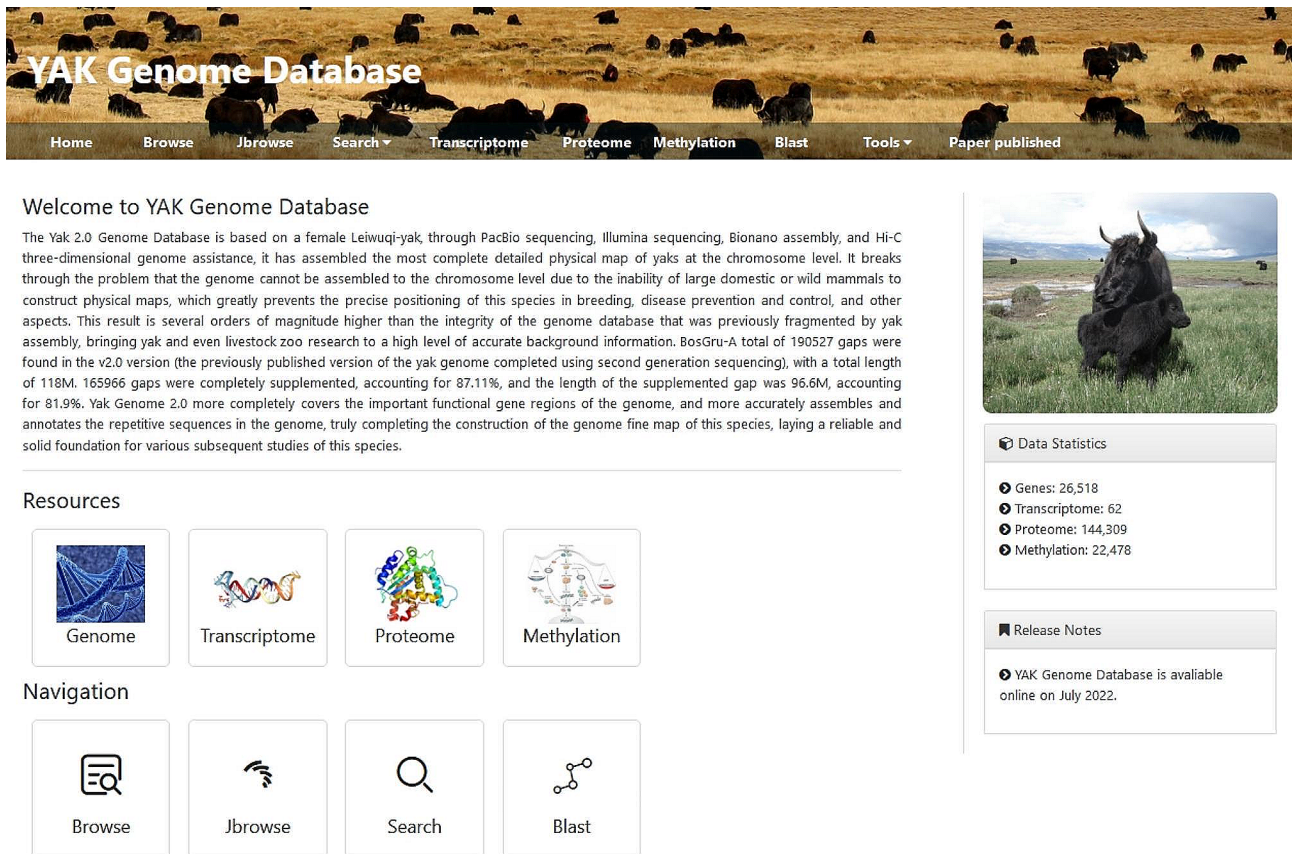 YAK Genome Database
Home Browse Jbrowse Search Transcriptome Proteome Methylation Blast Tools Paper published
Welcome to YAK Genome Database
The Yak 2.0 Genome Database is based on a female Leiwuqi-yak, through PacBio sequencing, Illumina sequencing, Bionano assembly, and Hi-C
three-dimensional genome assistance, it has assembled the most complete detailed physical map of yaks at the chromosome level. It breaks
through the problem that the genome cannot be assembled to the chromosome level due to the inability of large domestic or wild mammals to
construct physical maps, which greatly prevents the precise positioning of this species in breeding, disease prevention and control, and other
aspects. This result is several orders of magnitude higher than the integrity of the genome database that was previously fragmented by yak
assembly, bringing yak and even livestock zoo research to a high level of accurate background information. BosGru-A total of 190527 gaps were
found in the v2.0 version (the previously published version of the yak genome completed using second generation sequencing), with a total length
of 118M. 165966 gaps were completely supplemented, accounting for 87.11%, and the length of the supplemented gap was 96.6M, accounting
for 81.9%. Yak Genome 2.0 more completely covers the important functional gene regions of the genome, and more accurately assembles and
annotates the repetitive sequences in the genome, truly completing the construction of the genome fine map of this species, laying a reliable and
solid foundation for various subsequent studies of this species.
Resources
Genome Transcriptome Proteome Methylation
Navigation
Browse Jbrowse Search Blast
Data Statistics
Genes: 26,518
Transcriptome: 62
Proteome: 144,309
Methylation: 22,478
Release Notes
YAK Genome Database is avaliable
online on July 2022.